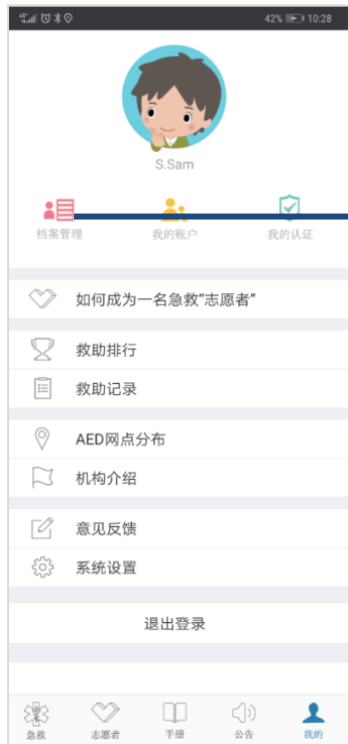 42% 10:28
S.Sam
档案管理 我的账户 我的认证
如何成为一名急救“志愿者”
救助排行
救助记录
AED网点分布
机构介绍
意见反馈
系统设置
退出登录
急救 志愿者 手册 公告 我的